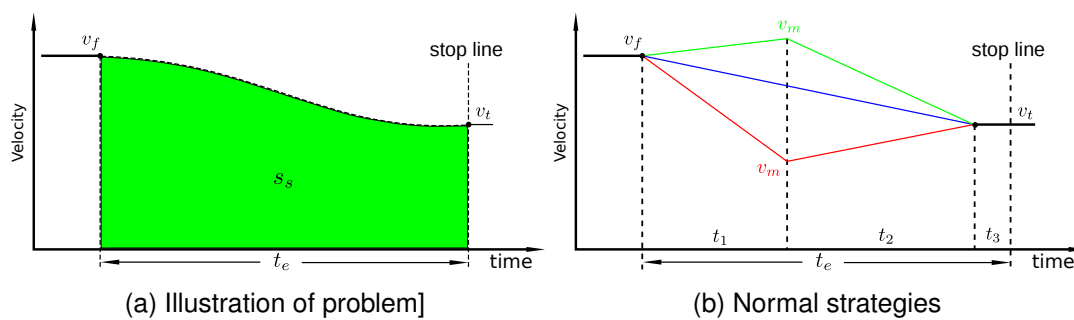 Velocity
v_f
stop line
v_t
s_s
t_e
time
(a) Illustration of problem]
Velocity
v_f
v_m
v_m
stop line
v_t
t_1
t_2
t_3
t_e
time
(b) Normal strategies